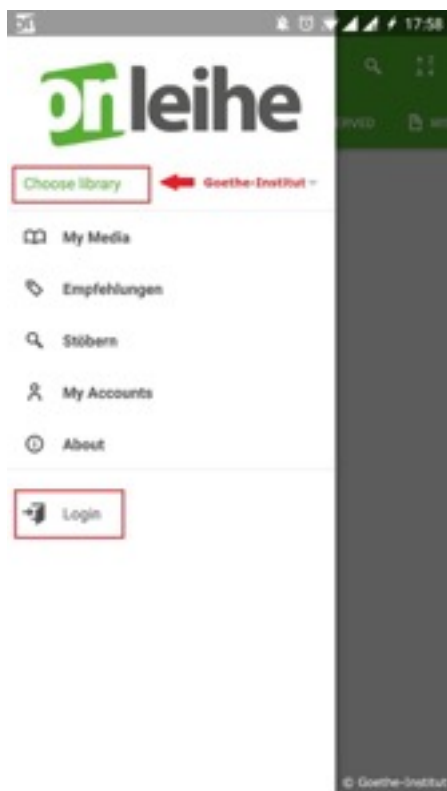 17:58
onleihe
Choose library
Goethe-Institut
My Media
Empfehlungen
Stöbern
My Accounts
About
Login
© Goethe-Institut